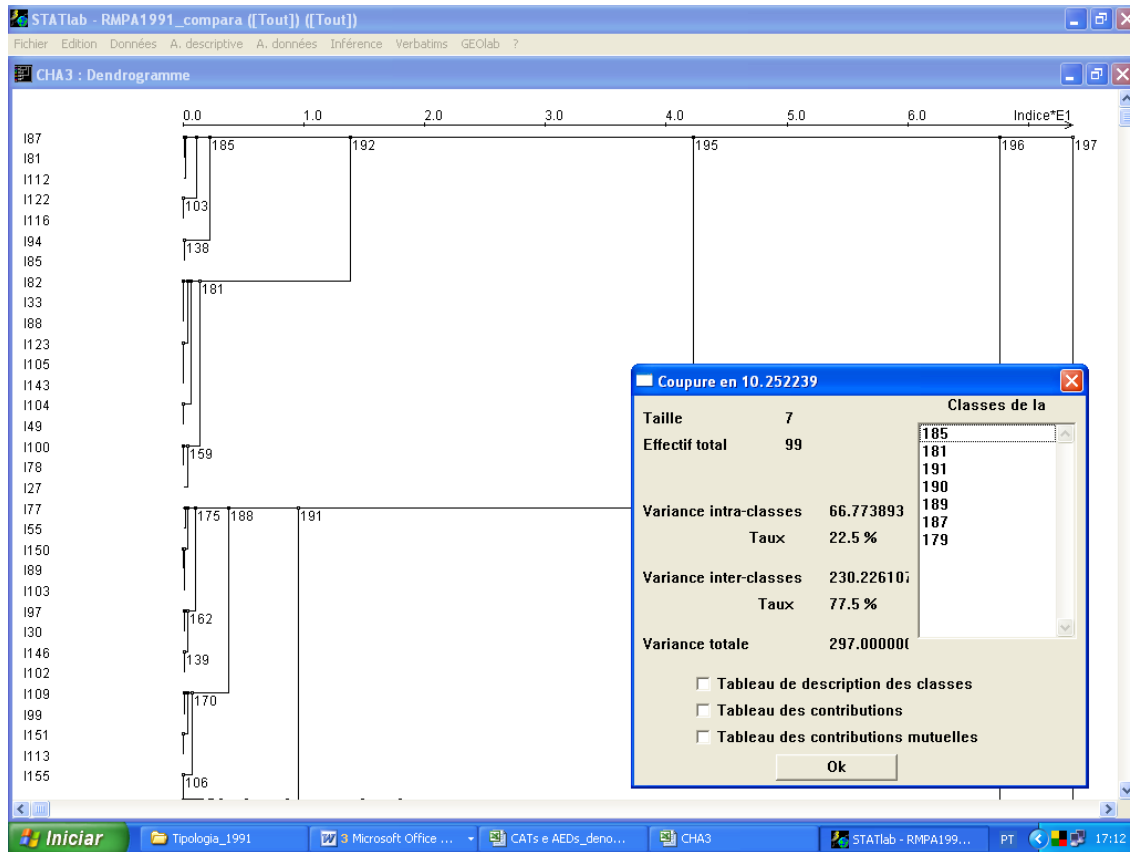 STATlab - RMPA1991_compara ([Tout]) ([Tout])
Fichier Edition Données A. descriptive A. données Inférence Verbatims GEOlab ?
CHA3 : Dendrogramme
0.0 1.0 2.0 3.0 4.0 5.0 6.0 Indice*E1
I87 185 192 195 196 197
I81
I112
I122 103
I116
I94 138
I85
I82 181
I33
I88
I123
I105
I143
I104
I49
I100 159
I78
I27
I77 175 188 191
I55
I150
I89
I103
I97 162
I30
I146 139
I102
I109 170
I99
I151
I113
I155 106
Coupure en 10.252239
Taille 7
Effectif total 99
Variance intra-classes 66.773893
Taux 22.5 %
Variance inter-classes 230.226107
Taux 77.5 %
Variance totale 297.000000
Classes de la
185
181
191
190
189
187
179
Tableau de description des classes
Tableau des contributions
Tableau des contributions mutuelles
Ok
Iniciar Tipologia_1991 3 Microsoft Office ... CATs e AEDs_deno... CHA3 STATlab - RMPA199... PT 17:12